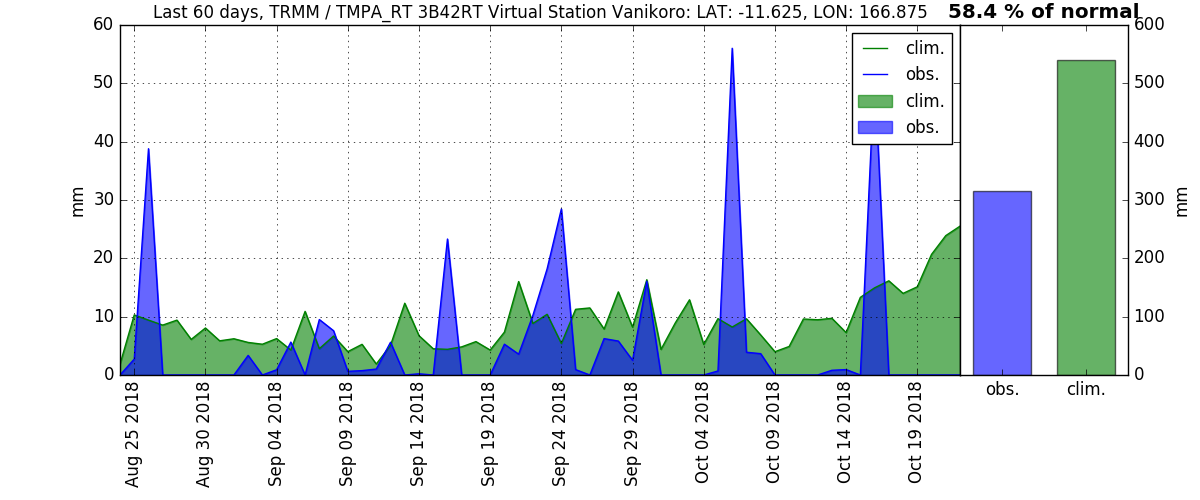 Last 60 days, TRMM / TMPA_RT 3B42RT Virtual Station Vanikoro: LAT: -11.625, LON: 166.875
58.4 % of normal
60
50
40
30
20
10
0
mm
clim.
obs.
clim.
obs.
600
500
400
300
200
100
0
mm
Aug 25 2018
Aug 30 2018
Sep 04 2018
Sep 09 2018
Sep 14 2018
Sep 19 2018
Sep 24 2018
Sep 29 2018
Oct 04 2018
Oct 09 2018
Oct 14 2018
Oct 19 2018
obs.
clim.